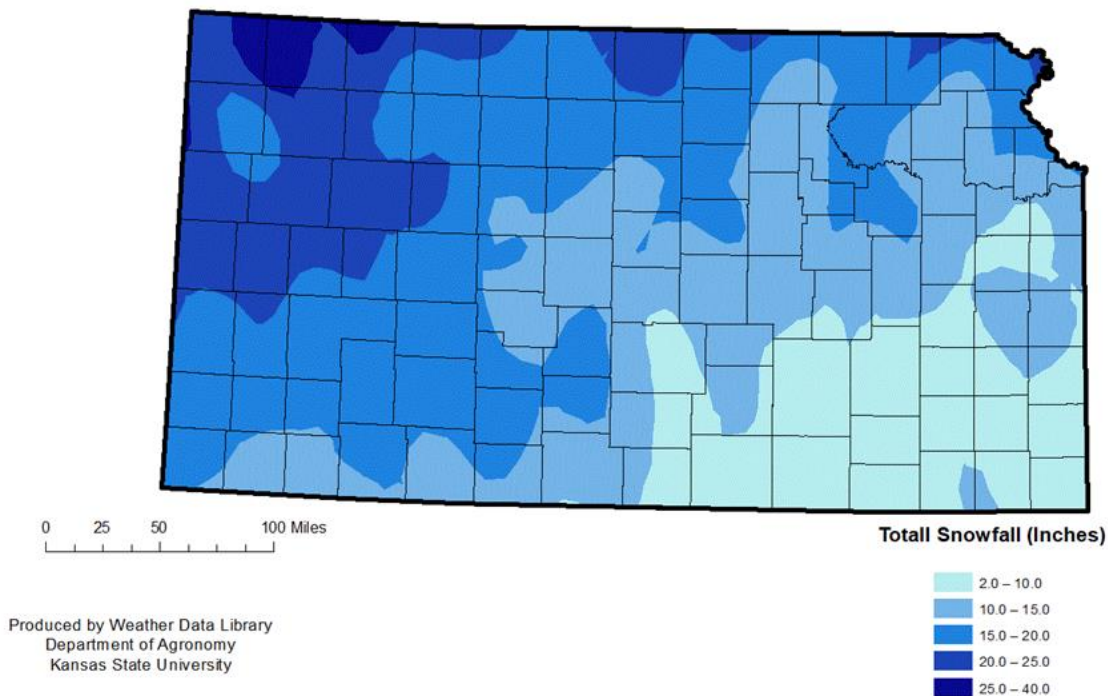 0 25 50 100 Miles
Totall Snowfall (Inches)
2.0 – 10.0
10.0 – 15.0
15.0 – 20.0
20.0 – 25.0
25.0 – 40.0
Produced by Weather Data Library
Department of Agronomy
Kansas State University